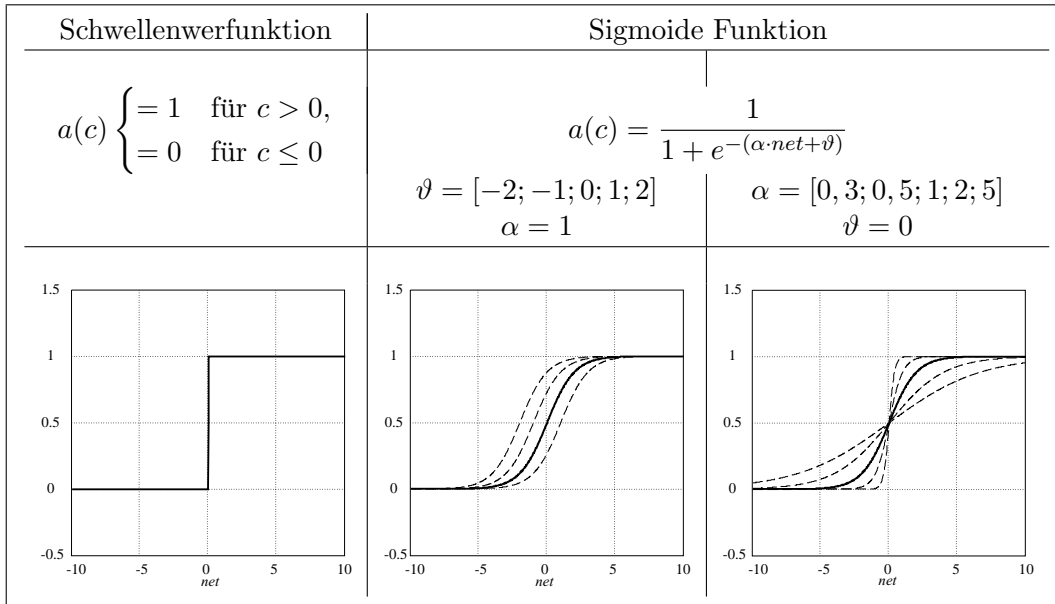 Schwellenwerfunktion
Sigmoide Funktion
a(c) { = 1 für c > 0,
= 0 für c ≤ 0
a(c) = 1 / (1 + e^{-(α·net+ϑ)})
ϑ = [−2; −1; 0; 1; 2]
α = 1
α = [0, 3; 0, 5; 1; 2; 5]
ϑ = 0
1.5
1
0.5
0
-0.5
-10 -5 0 5 10
net
1.5
1
0.5
0
-0.5
-10 -5 0 5 10
net
1.5
1
0.5
0
-0.5
-10 -5 0 5 10
net